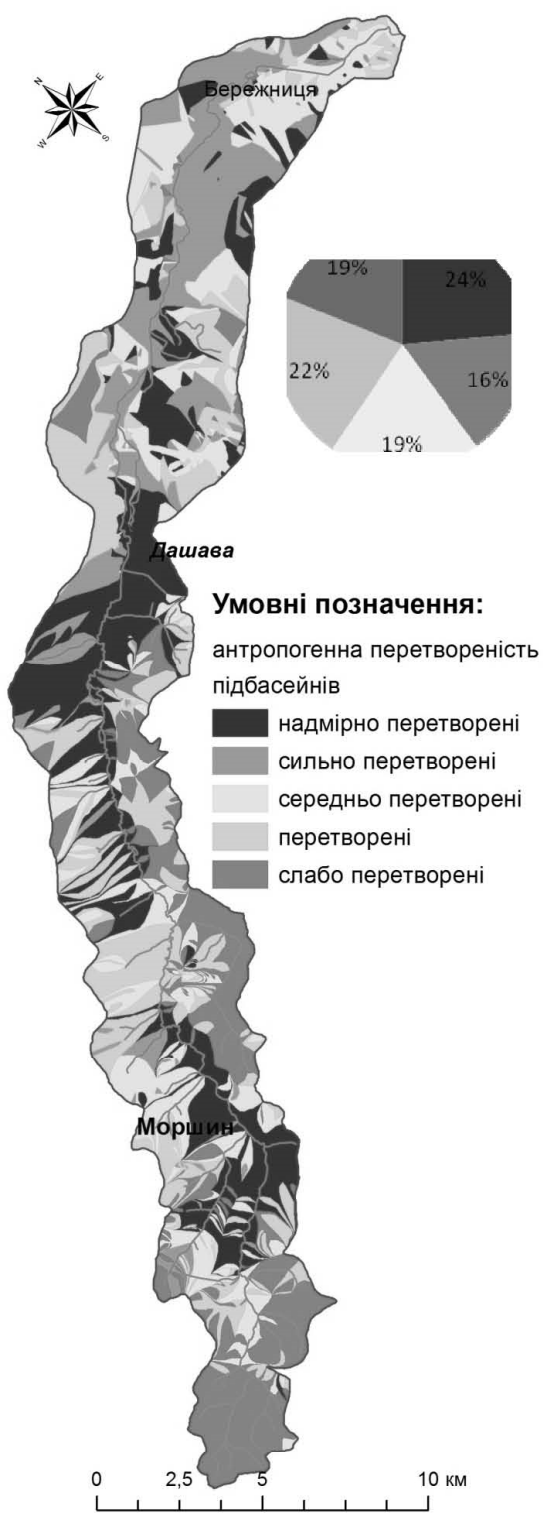 Бережниця
N
E
S
W
19%
24%
22%
16%
19%
Дашава
Умовні позначення:
антропогенна перетвореність
підбасейнів
надмірно перетворені
сильно перетворені
середньо перетворені
перетворені
слабо перетворені
Моршин
0 2,5 5 10 км